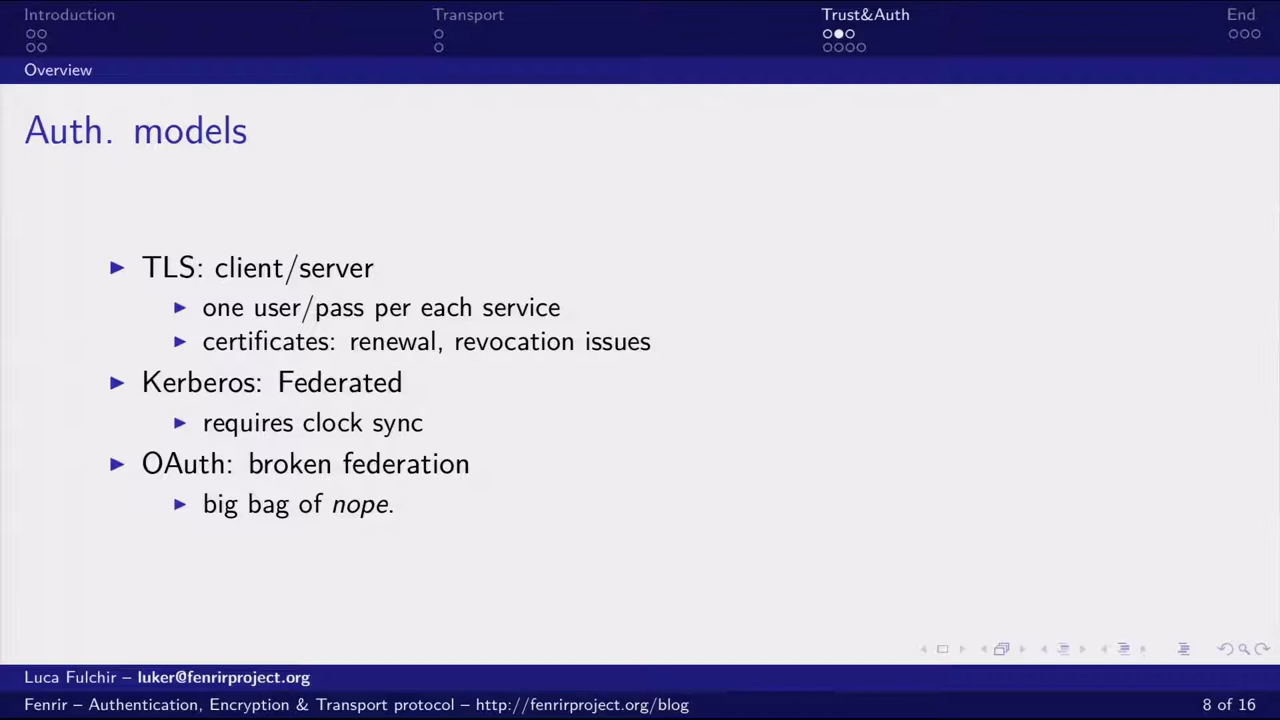 Introduction Transport Trust&Auth End
Overview
Auth. models
TLS: client/server
one user/pass per each service
certificates: renewal, revocation issues
Kerberos: Federated
requires clock sync
OAuth: broken federation
big bag of nope.
Luca Fulchir – luker@fenrirproject.org
Fenrir – Authentication, Encryption & Transport protocol – http://fenrirproject.org/blog 8 of 16